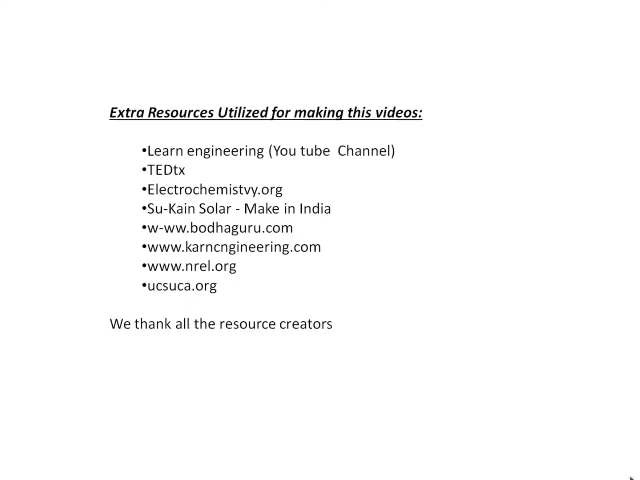 Extra Resources Utilized for making this videos:
•Learn engineering (You tube  Channel)
•TEDtx
•Electrochemistvy.org
•Su-Kain Solar - Make in India
•w-ww.bodhaguru.com
•www.karncngineering.com
•www.nrel.org
•ucsuca.org
We thank all the resource creators